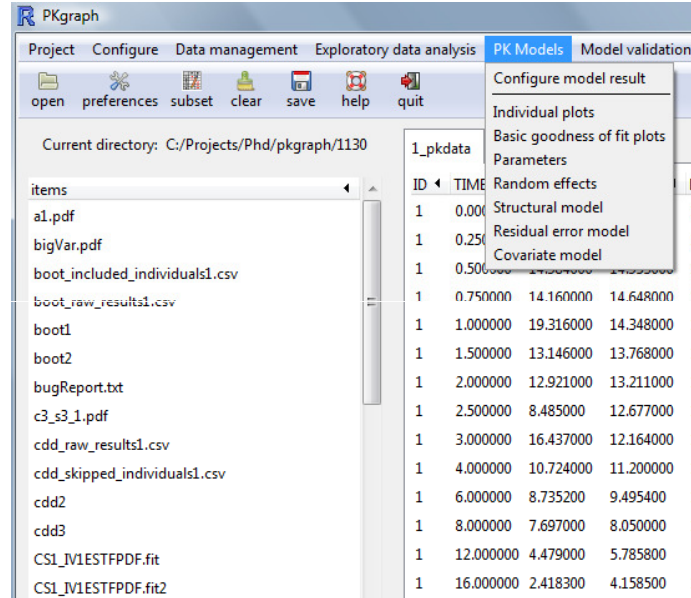 PKgraph
Project Configure Data management Exploratory data analysis PK Models Model validation
open preferences subset clear save help quit
Configure model result
Individual plots
Basic goodness of fit plots
Parameters
Random effects
Structural model
Residual error model
Covariate model
Current directory: C:/Projects/Phd/pkgraph/1130
items
a1.pdf
bigVar.pdf
boot_included_individuals1.csv
boot_raw_results1.csv
boot1
boot2
bugReport.txt
c3_s3_1.pdf
cdd_raw_results1.csv
cdd_skipped_individuals1.csv
cdd2
cdd3
CS1_IV1ESTFPDF.fit
CS1_IV1ESTFPDF.fit2
1_pkdata
ID TIME
1 0.000
1 0.250
1 0.500000
1 0.750000 14.160000 14.648000
1 1.000000 19.316000 14.348000
1 1.500000 13.146000 13.768000
1 2.000000 12.921000 13.211000
1 2.500000 8.485000 12.677000
1 3.000000 16.437000 12.164000
1 4.000000 10.724000 11.200000
1 6.000000 8.735200 9.495400
1 8.000000 7.697000 8.050000
1 12.000000 4.479000 5.785800
1 16.000000 2.418300 4.158500